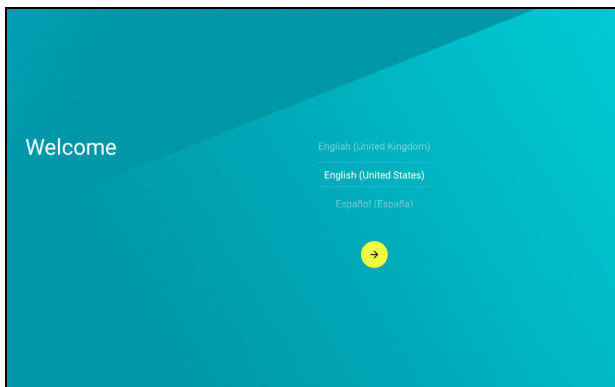 Welcome
English (United Kingdom)
English (United States)
Español (España)